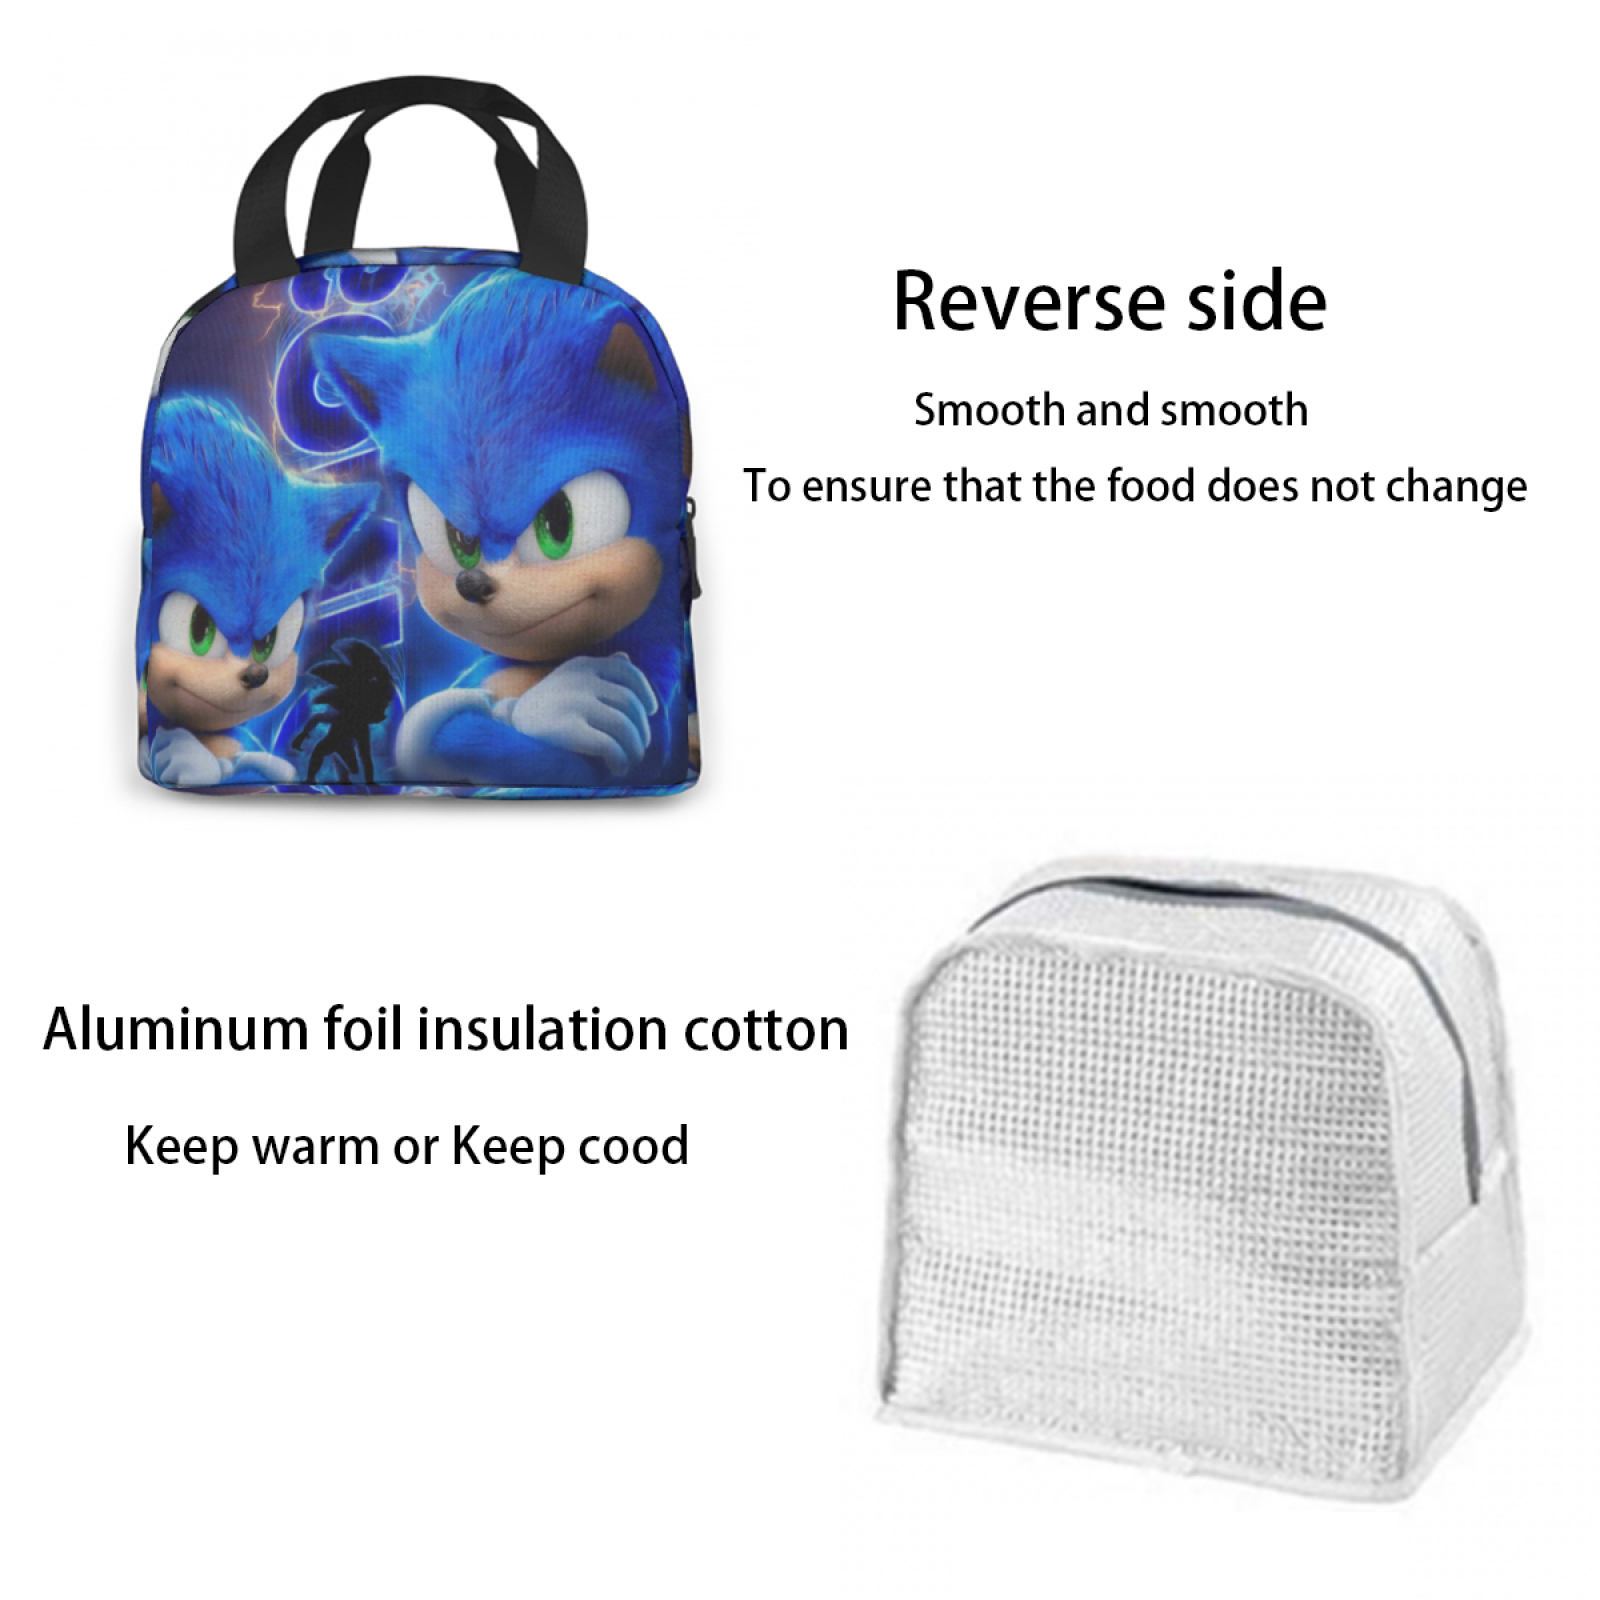 Reverse side
Smooth and smooth
To ensure that the food does not change
Aluminum foil insulation cotton
Keep warm or Keep cood